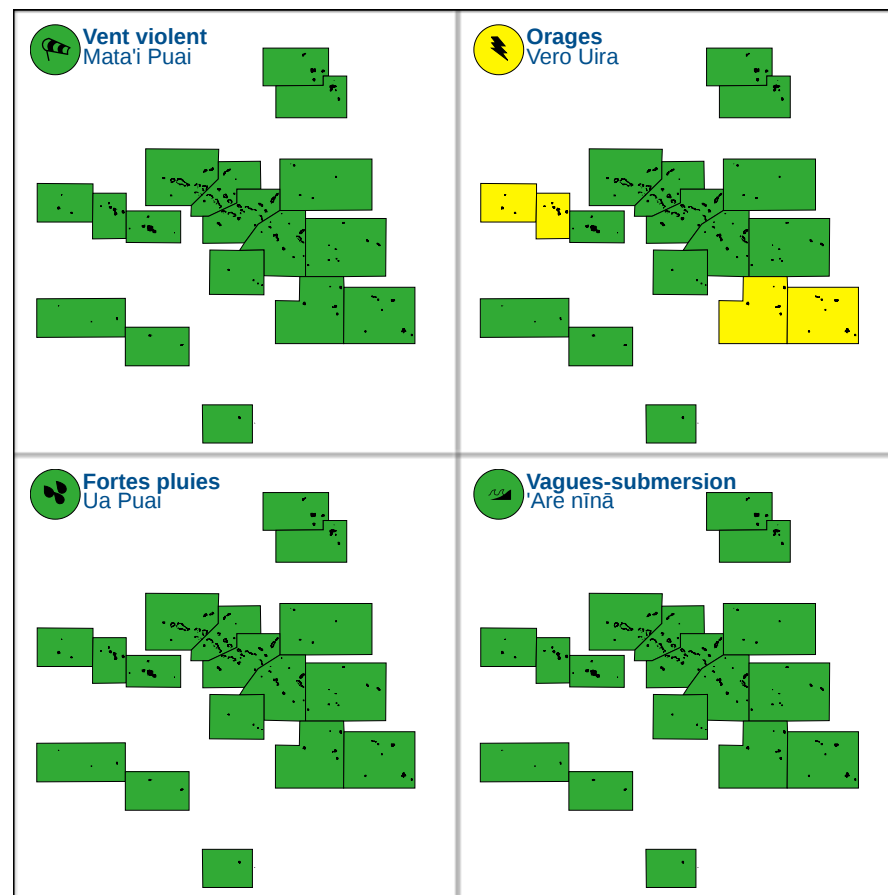 Vent violent
Mata'i Puai
Orages
Vero Uira
Fortes pluies
Ua Puai
Vagues-submersion
'Are nīnā